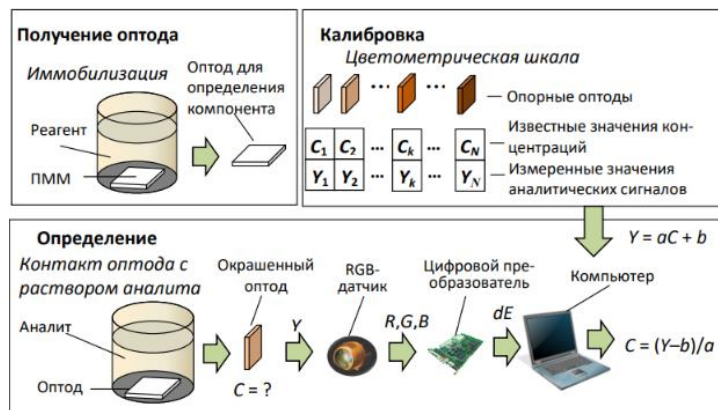 Получение оптода
Иммобилизация
Оптод для
определения
компонента
Реагент
ПММ
Калибровка
Цветометрическая шкала
... ...
Опорные оптоды
C1 C2 ... Ck ... CN
Известные значения кон-
центраций
Y1 Y2 ... Yk ... YN
Измеренные значения
аналитических сигналов
Определение
Контакт оптода с
раствором аналита
Аналит
Оптод
Окрашенный
оптод
C = ?
Y
RGB-
датчик
R,G,B
Цифровой пре-
образователь
dE
Y = aC + b
Компьютер
C = (Y–b)/a